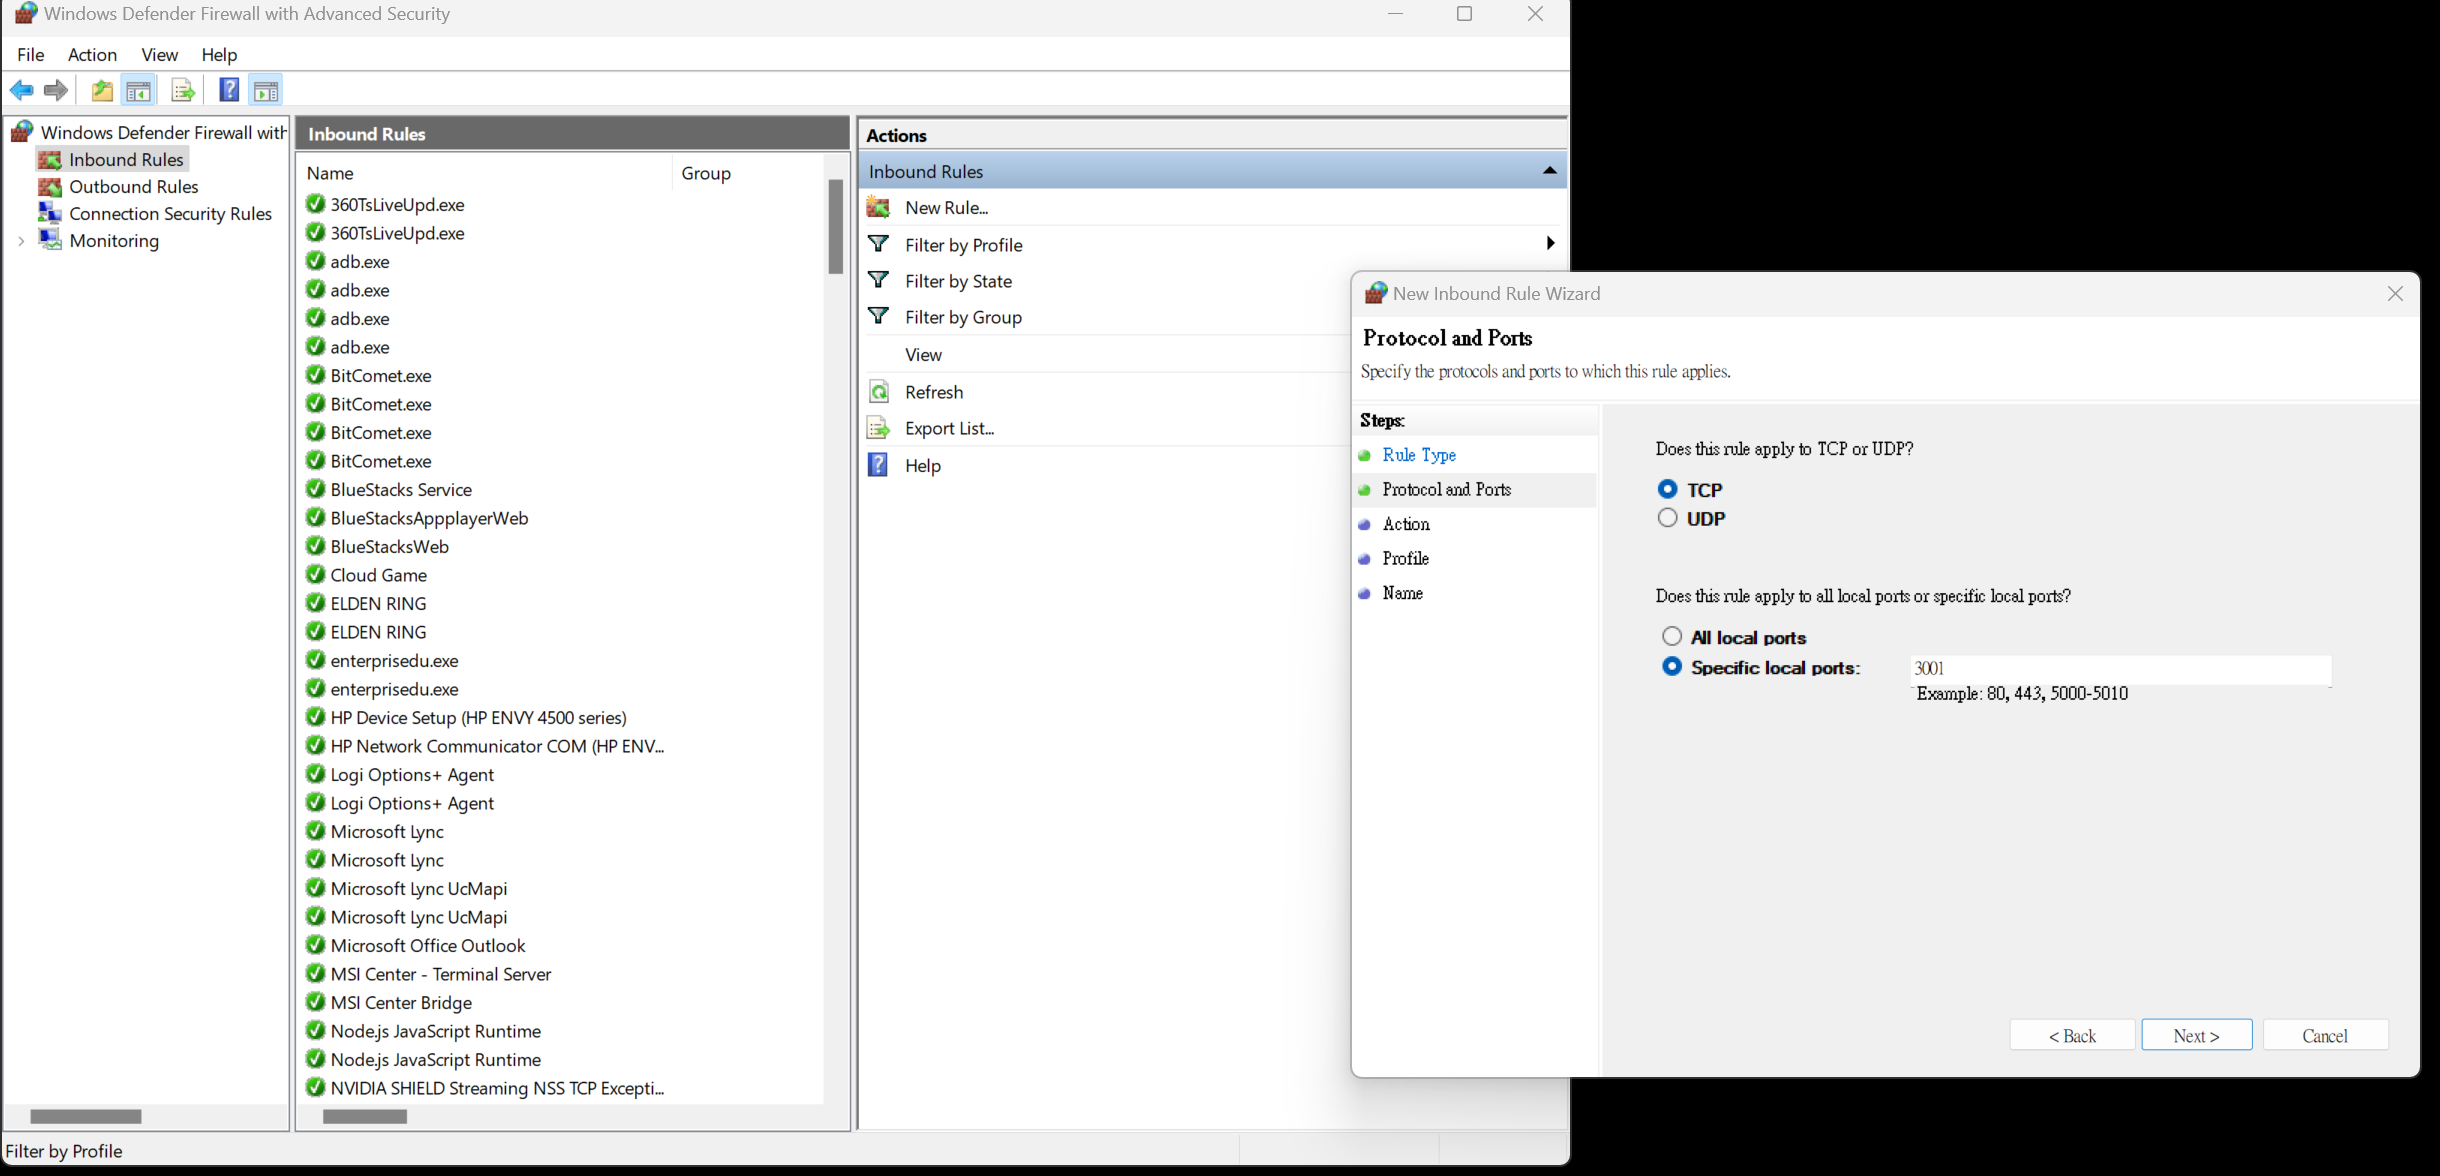 Windows Defender Firewall with Advanced Security
File Action View Help
Windows Defender Firewall with
Inbound Rules
Outbound Rules
Connection Security Rules
Monitoring
Inbound Rules
Name Group
360TsLiveUpd.exe
360TsLiveUpd.exe
adb.exe
adb.exe
adb.exe
adb.exe
BitComet.exe
BitComet.exe
BitComet.exe
BitComet.exe
BlueStacks Service
BlueStacksAppplayerWeb
BlueStacksWeb
Cloud Game
ELDEN RING
ELDEN RING
enterprisedu.exe
enterprisedu.exe
HP Device Setup (HP ENVY 4500 series)
HP Network Communicator COM (HP ENV...
Logi Options+ Agent
Logi Options+ Agent
Microsoft Lync
Microsoft Lync
Microsoft Lync UcMapi
Microsoft Lync UcMapi
Microsoft Office Outlook
MSI Center - Terminal Server
MSI Center Bridge
Node.js JavaScript Runtime
Node.js JavaScript Runtime
NVIDIA SHIELD Streaming NSS TCP Excepti...
Actions
Inbound Rules
New Rule...
Filter by Profile
Filter by State
Filter by Group
View
Refresh
Export List...
Help
Filter by Profile
New Inbound Rule Wizard
Protocol and Ports
Specify the protocols and ports to which this rule applies.
Steps:
Rule Type
Protocol and Ports
Action
Profile
Name
Does this rule apply to TCP or UDP?
TCP
UDP
Does this rule apply to all local ports or specific local ports?
All local ports
Specific local ports: 3001
Example: 80, 443, 5000-5010
< Back Next > Cancel